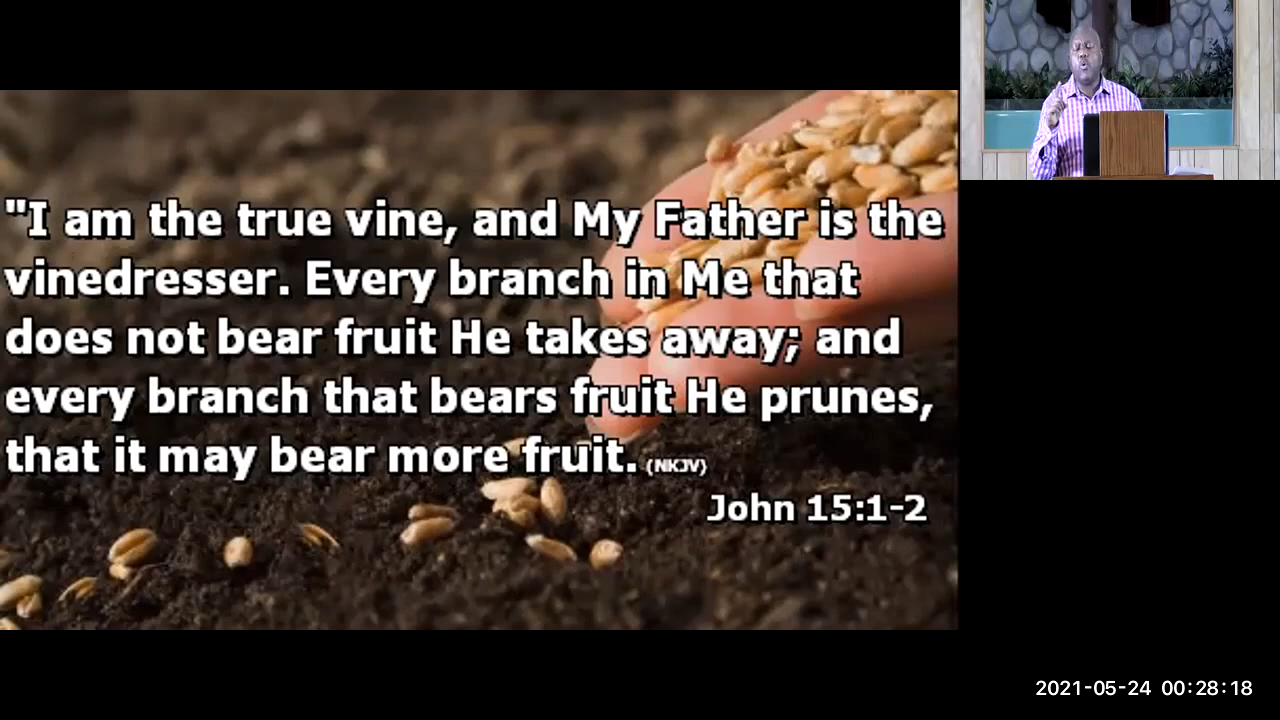 "I am the true vine, and My Father is the
vinedresser. Every branch in Me that
does not bear fruit He takes away; and
every branch that bears fruit He prunes,
that it may bear more fruit. (NKJV)
John 15:1-2
2021-05-24 00:28:18